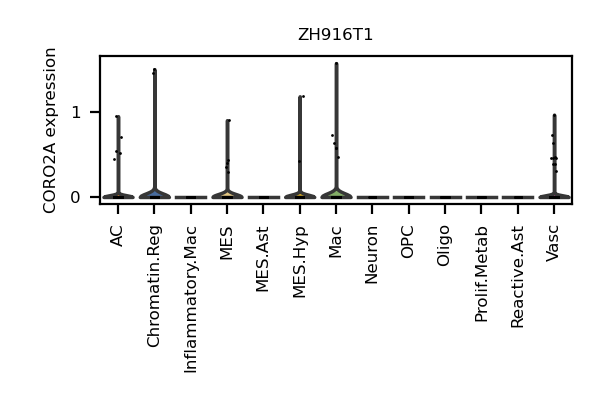 ZH916T1
CORO2A expression
1
0
AC
Chromatin.Reg
Inflammatory.Mac
MES
MES.Ast
MES.Hyp
Mac
Neuron
OPC
Oligo
Prolif.Metab
Reactive.Ast
Vasc